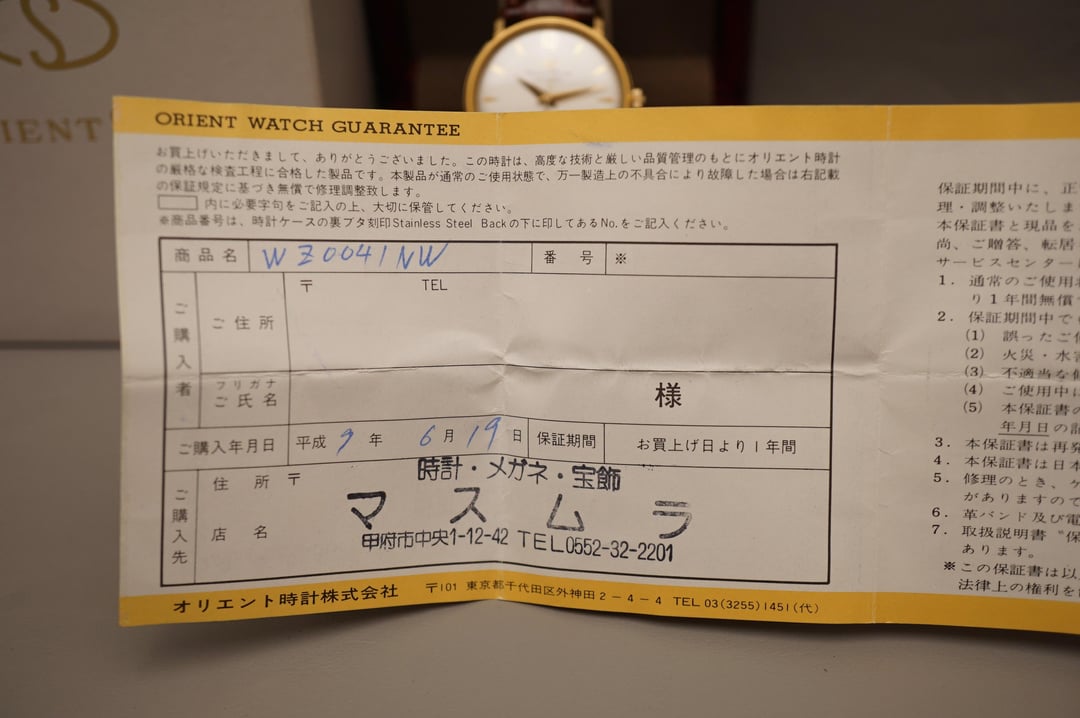 ORIENT WATCH GUARANTEE
お買上げいただきまして、ありがとうございました。この時計は、高度な技術と厳しい品質管理のもとにオリエント時計
の厳格な検査工程に合格した製品です。本製品が通常のご使用状態で、万一製造上の不具合により故障した場合は右記載
の保証規定に基づき無償で修理調整致します。
内に必要字句をご記入の上、大切に保管してください。
※商品番号は、時計ケースの裏ブタ刻印Stainless Steel Backの下に印してあるNo.をご記入ください。
商品名 WZ0041NW 番号 ※
ご購入者
ご住所 〒 TEL
フリガナ
ご氏名 様
ご購入年月日 平成9年 6月 19日 保証期間 お買上げ日より1年間
ご購入先
住所 〒
時計・メガネ・宝飾
店名 マスムラ
甲府市中央1-12-42 TEL0552-32-2201
オリエント時計株式会社 〒101 東京都千代田区外神田2-4-4 TEL 03(3255)1451(代)
保証期間中に、正
理・調整いたしま
本保証書と現品を
尚、ご贈答、転居
サービスセンター
1. 通常のご使用状
り1年間無償
2. 保証期間中で
(1) 誤ったご使
(2) 火災・水害
(3) 不適当な修
(4) ご使用中に
(5) 本保証書の
年月日の記
3. 本保証書は再発
4. 本保証書は日本
5. 修理のとき、ケ
がありますので
6. 革バンド及び電
7. 取扱説明書“保
あります。
※この保証書は以
法律上の権利を
IENT